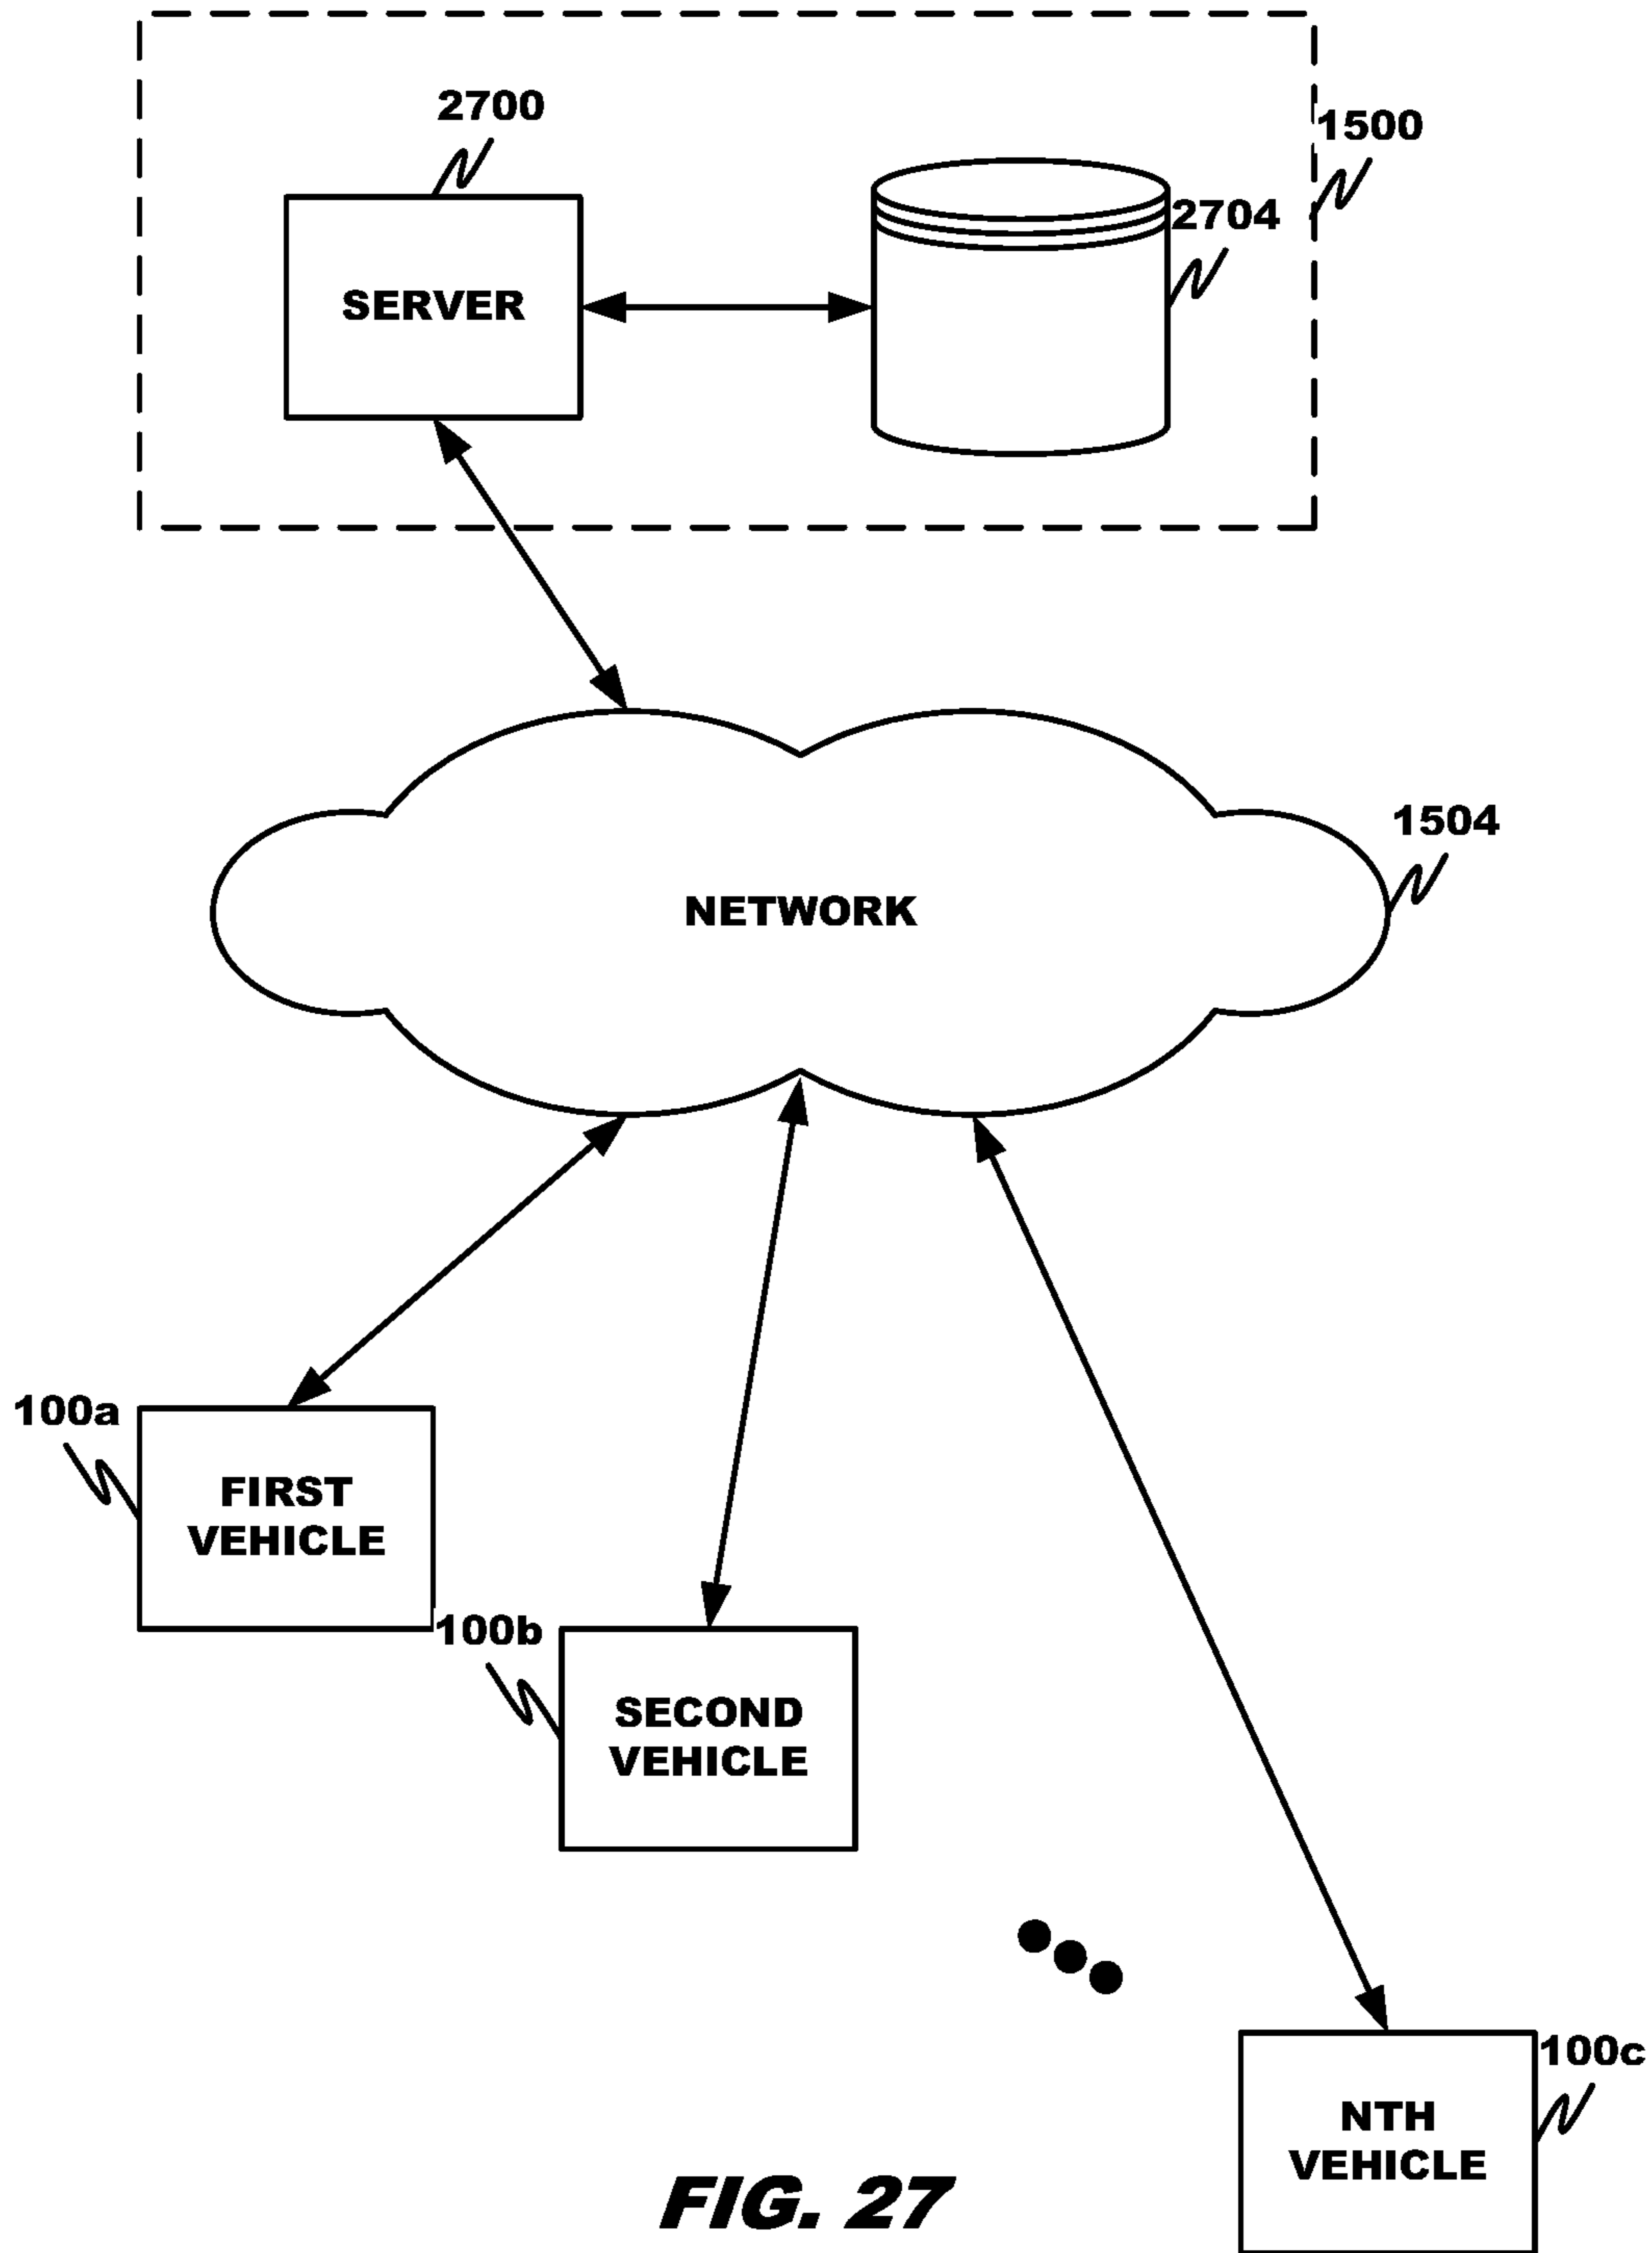 2700
1500
2704
SERVER
1504
NETWORK
100a
FIRST
VEHICLE
100b
SECOND
VEHICLE
100c
NTH
VEHICLE
FIG. 27